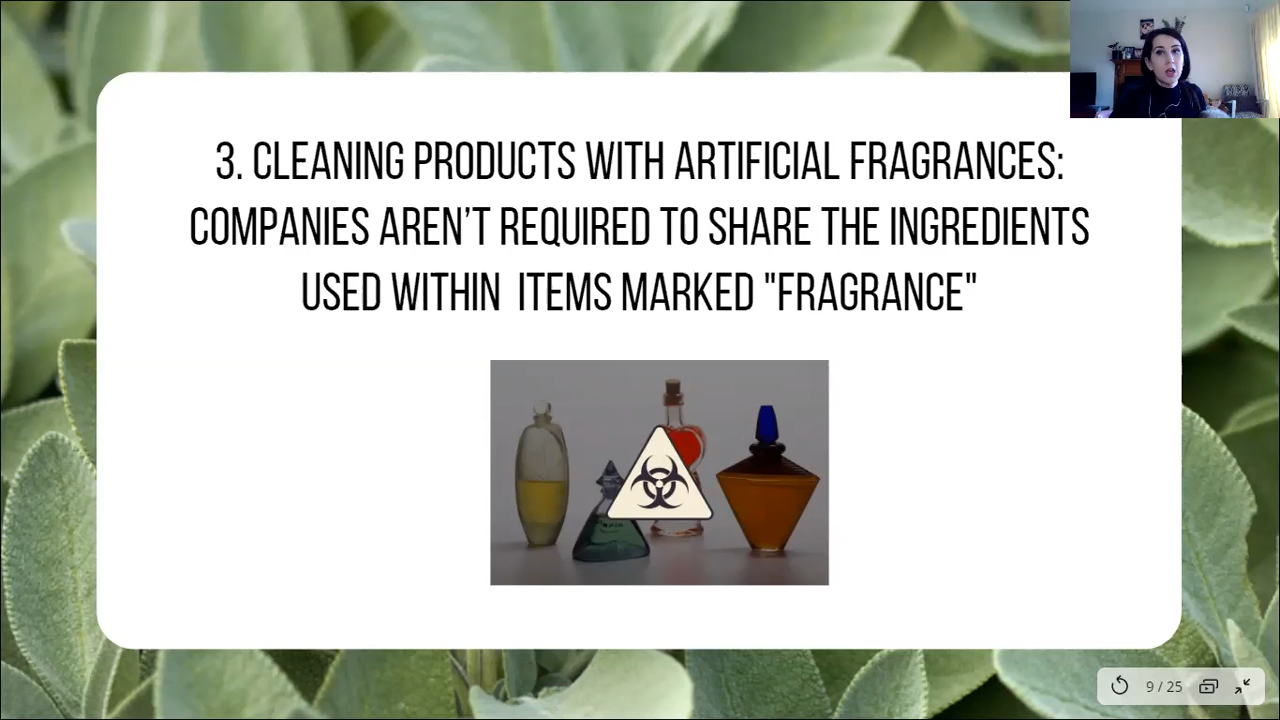 3. CLEANING PRODUCTS WITH ARTIFICIAL FRAGRANCES:
COMPANIES AREN’T REQUIRED TO SHARE THE INGREDIENTS
USED WITHIN ITEMS MARKED "FRAGRANCE"
9 / 25